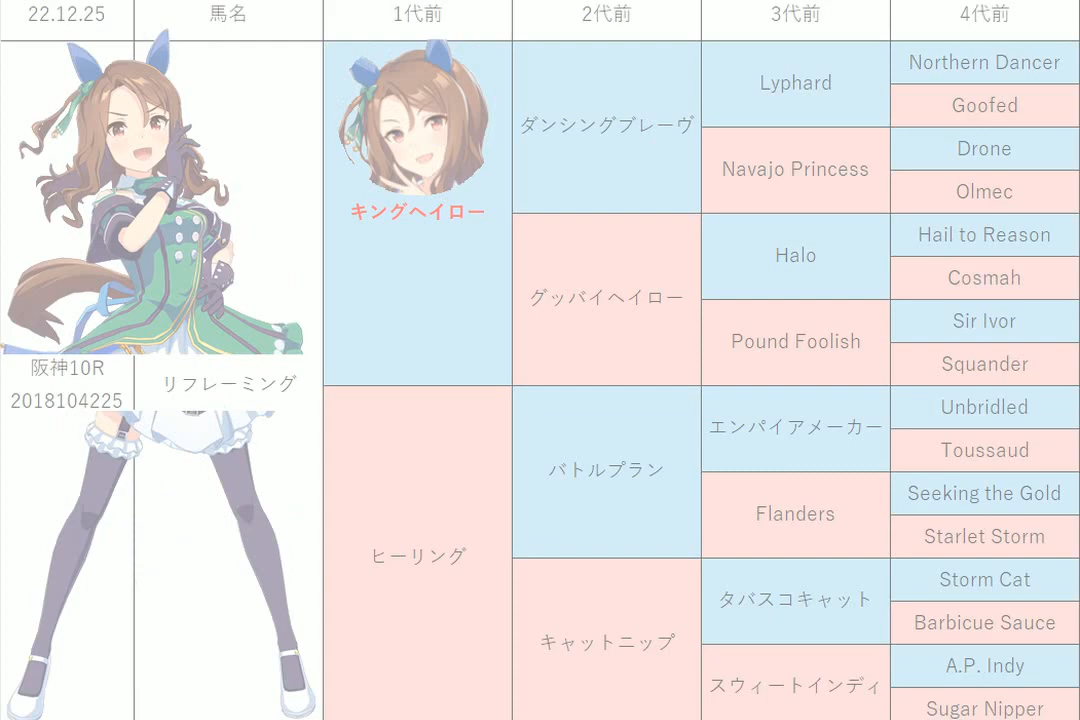 22.12.25
馬名
1代前
2代前
3代前
4代前
阪神10R
2018104225
リフレーミング
キングヘイロー
ヒーリング
ダンシングブレーヴ
グッバイヘイロー
バトルプラン
キャットニップ
Lyphard
Navajo Princess
Halo
Pound Foolish
エンパイアメーカー
Flanders
タバスコキャット
スウィートインディ
Northern Dancer
Goofed
Drone
Olmec
Hail to Reason
Cosmah
Sir Ivor
Squander
Unbridled
Toussaud
Seeking the Gold
Starlet Storm
Storm Cat
Barbicue Sauce
A.P. Indy
Sugar Nipper